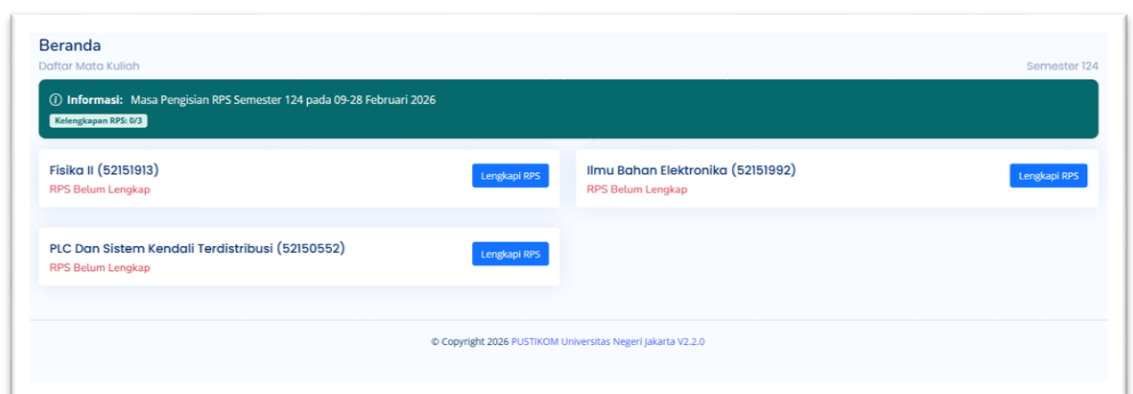 Beranda
Daftar Mata Kuliah
Semester 124
Informasi: Masa Pengisian RPS Semester 124 pada 09-28 Februari 2026
Kelengkapan RPS: 0/3
Fisika II (52151913)
RPS Belum Lengkap
Lengkapi RPS
Ilmu Bahan Elektronika (52151992)
RPS Belum Lengkap
Lengkapi RPS
PLC Dan Sistem Kendali Terdistribusi (52150552)
RPS Belum Lengkap
Lengkapi RPS
© Copyright 2026 PUSTIKOM Universitas Negeri Jakarta V2.2.0